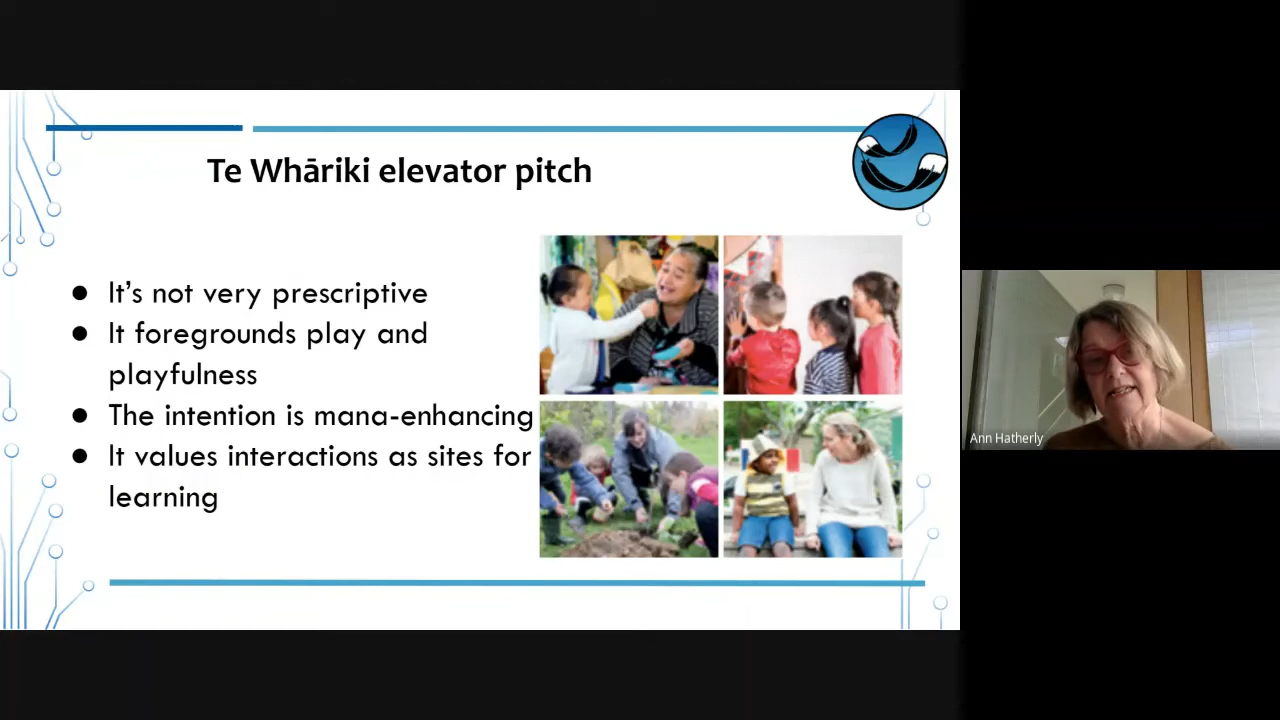 Te Whāriki elevator pitch
● It’s not very prescriptive
● It foregrounds play and
playfulness
● The intention is mana-enhancing
● It values interactions as sites for
learning
Ann Hatherly